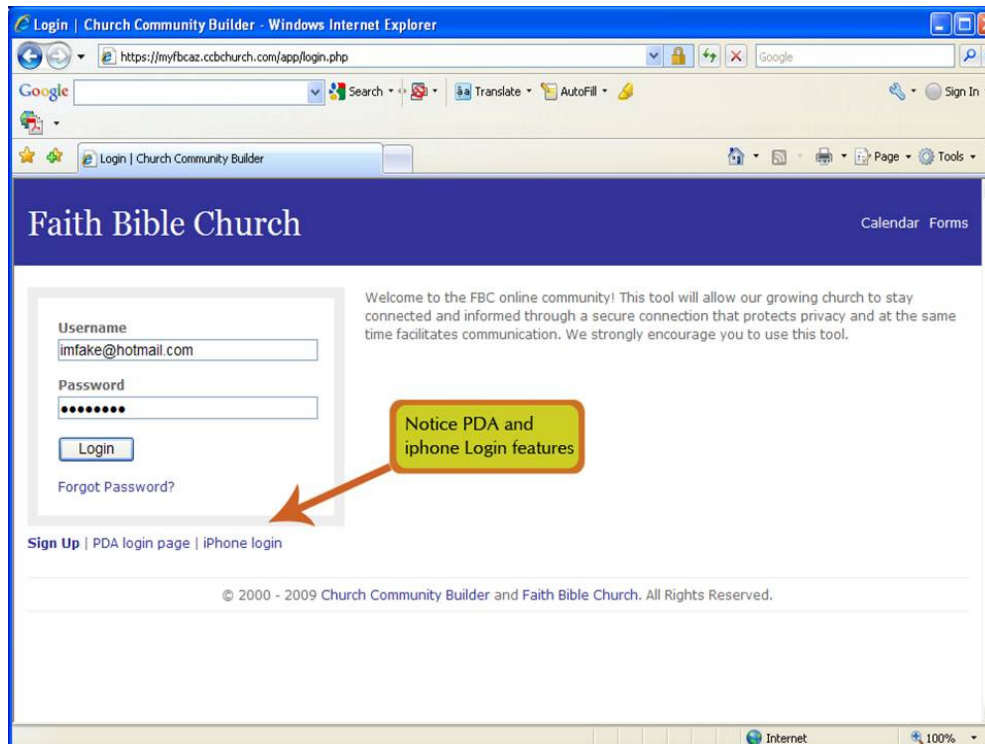 Login | Church Community Builder - Windows Internet Explorer
https://myfbcaz.ccbchurch.com/app/login.php
Google
Google
Search
Translate
AutoFill
Sign In
Login | Church Community Builder
Page
Tools
Faith Bible Church
Calendar Forms
Welcome to the FBC online community! This tool will allow our growing church to stay
connected and informed through a secure connection that protects privacy and at the same
time facilitates communication. We strongly encourage you to use this tool.
Username
imfake@hotmail.com
Password
••••••••
Login
Forgot Password?
Notice PDA and
iphone Login features
Sign Up | PDA login page | iPhone login
© 2000 - 2009 Church Community Builder and Faith Bible Church. All Rights Reserved.
Internet
100%